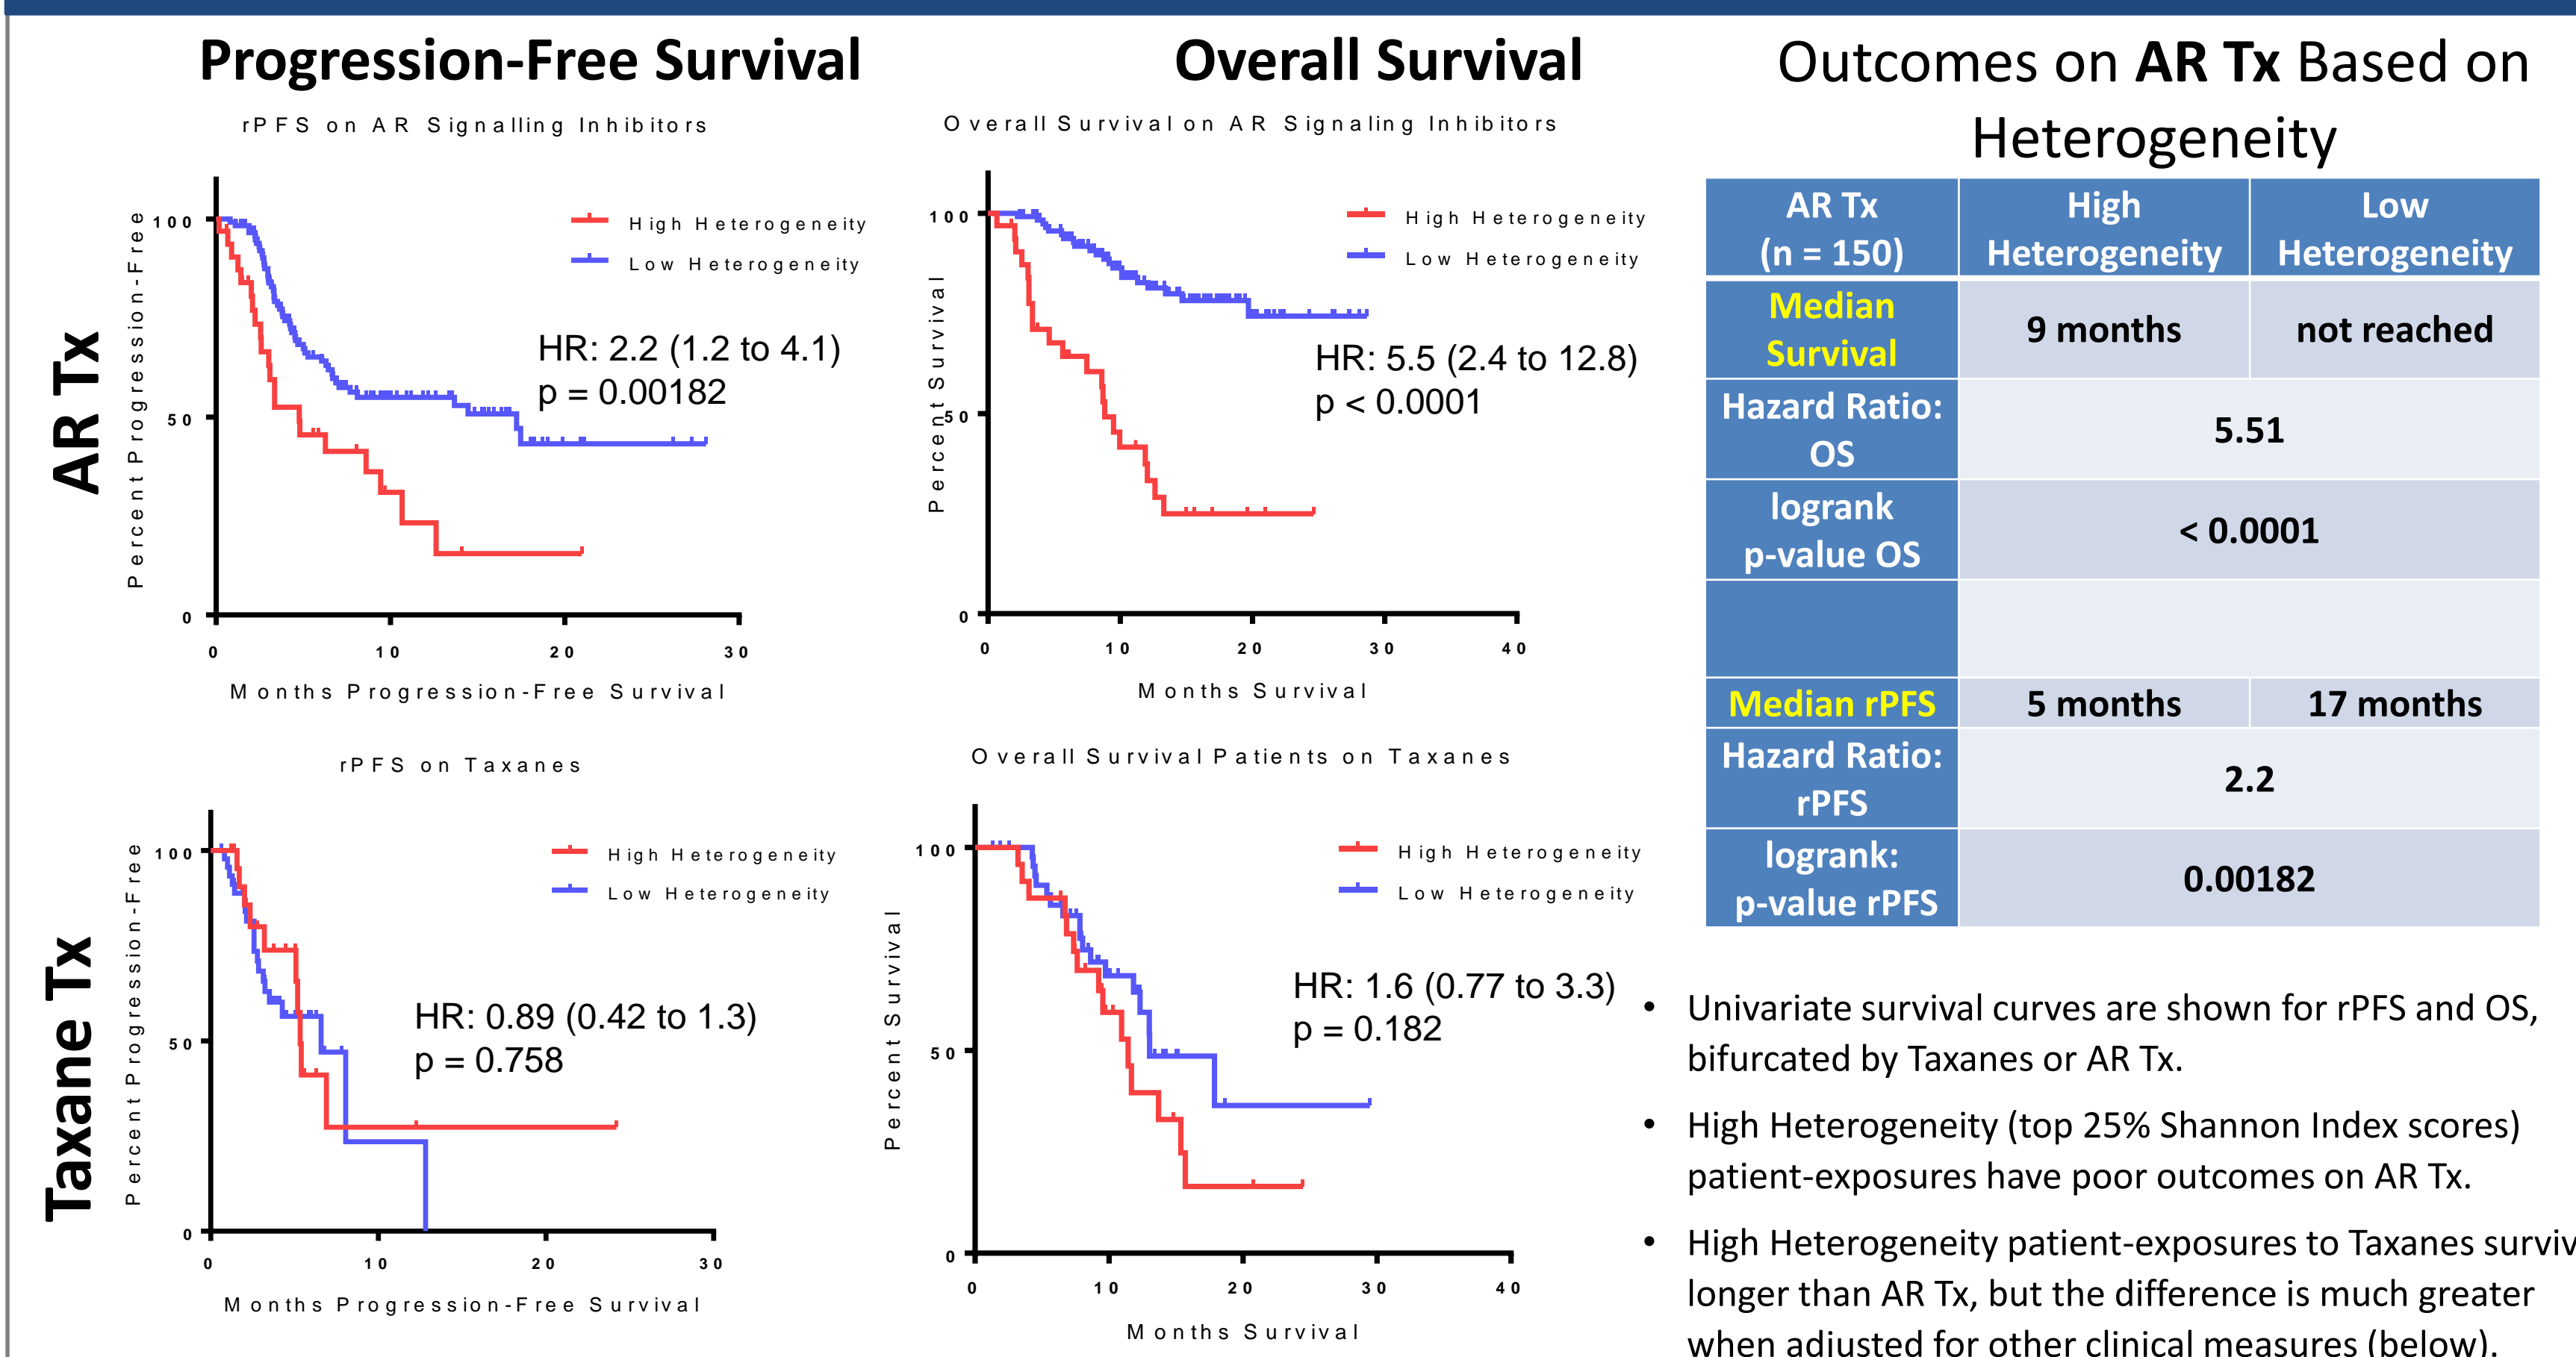 Progression-Free Survival
Overall Survival
Outcomes on AR Tx Based on
Heterogeneity
AR Tx
rPFS on AR Signalling Inhibitors
Percent Progression-Free
100
50
0
0 10 20 30
Months Progression-Free Survival
High Heterogeneity
Low Heterogeneity
HR: 2.2 (1.2 to 4.1)
p = 0.00182
Overall Survival on AR Signaling Inhibitors
Percent Survival
100
50
0
0 10 20 30 40
Months Survival
High Heterogeneity
Low Heterogeneity
HR: 5.5 (2.4 to 12.8)
p < 0.0001
Taxane Tx
rPFS on Taxanes
Percent Progression-Free
100
50
0
0 10 20 30
Months Progression-Free Survival
High Heterogeneity
Low Heterogeneity
HR: 0.89 (0.42 to 1.3)
p = 0.758
Overall Survival Patients on Taxanes
Percent Survival
100
50
0
0 10 20 30 40
Months Survival
High Heterogeneity
Low Heterogeneity
HR: 1.6 (0.77 to 3.3)
p = 0.182
AR Tx
(n = 150)
High
Heterogeneity
Low
Heterogeneity
Median
Survival
9 months
not reached
Hazard Ratio:
OS
5.51
logrank
p-value OS
< 0.0001
Median rPFS
5 months
17 months
Hazard Ratio:
rPFS
2.2
logrank:
p-value rPFS
0.00182
• Univariate survival curves are shown for rPFS and OS,
bifurcated by Taxanes or AR Tx.
• High Heterogeneity (top 25% Shannon Index scores)
patient-exposures have poor outcomes on AR Tx.
• High Heterogeneity patient-exposures to Taxanes surviv
longer than AR Tx, but the difference is much greater
when adjusted for other clinical measures (below).